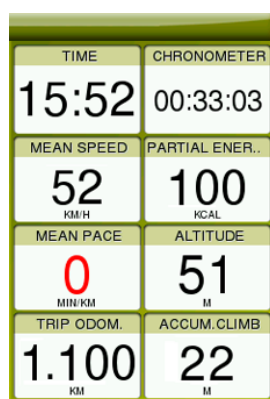 TIME CHRONOMETER
15:52 00:33:03
MEAN SPEED PARTIAL ENER..
52 100
KM/H KCAL
MEAN PACE ALTITUDE
0 51
MIN/KM M
TRIP ODOM. ACCUM.CLIMB
1.100 22
KM M